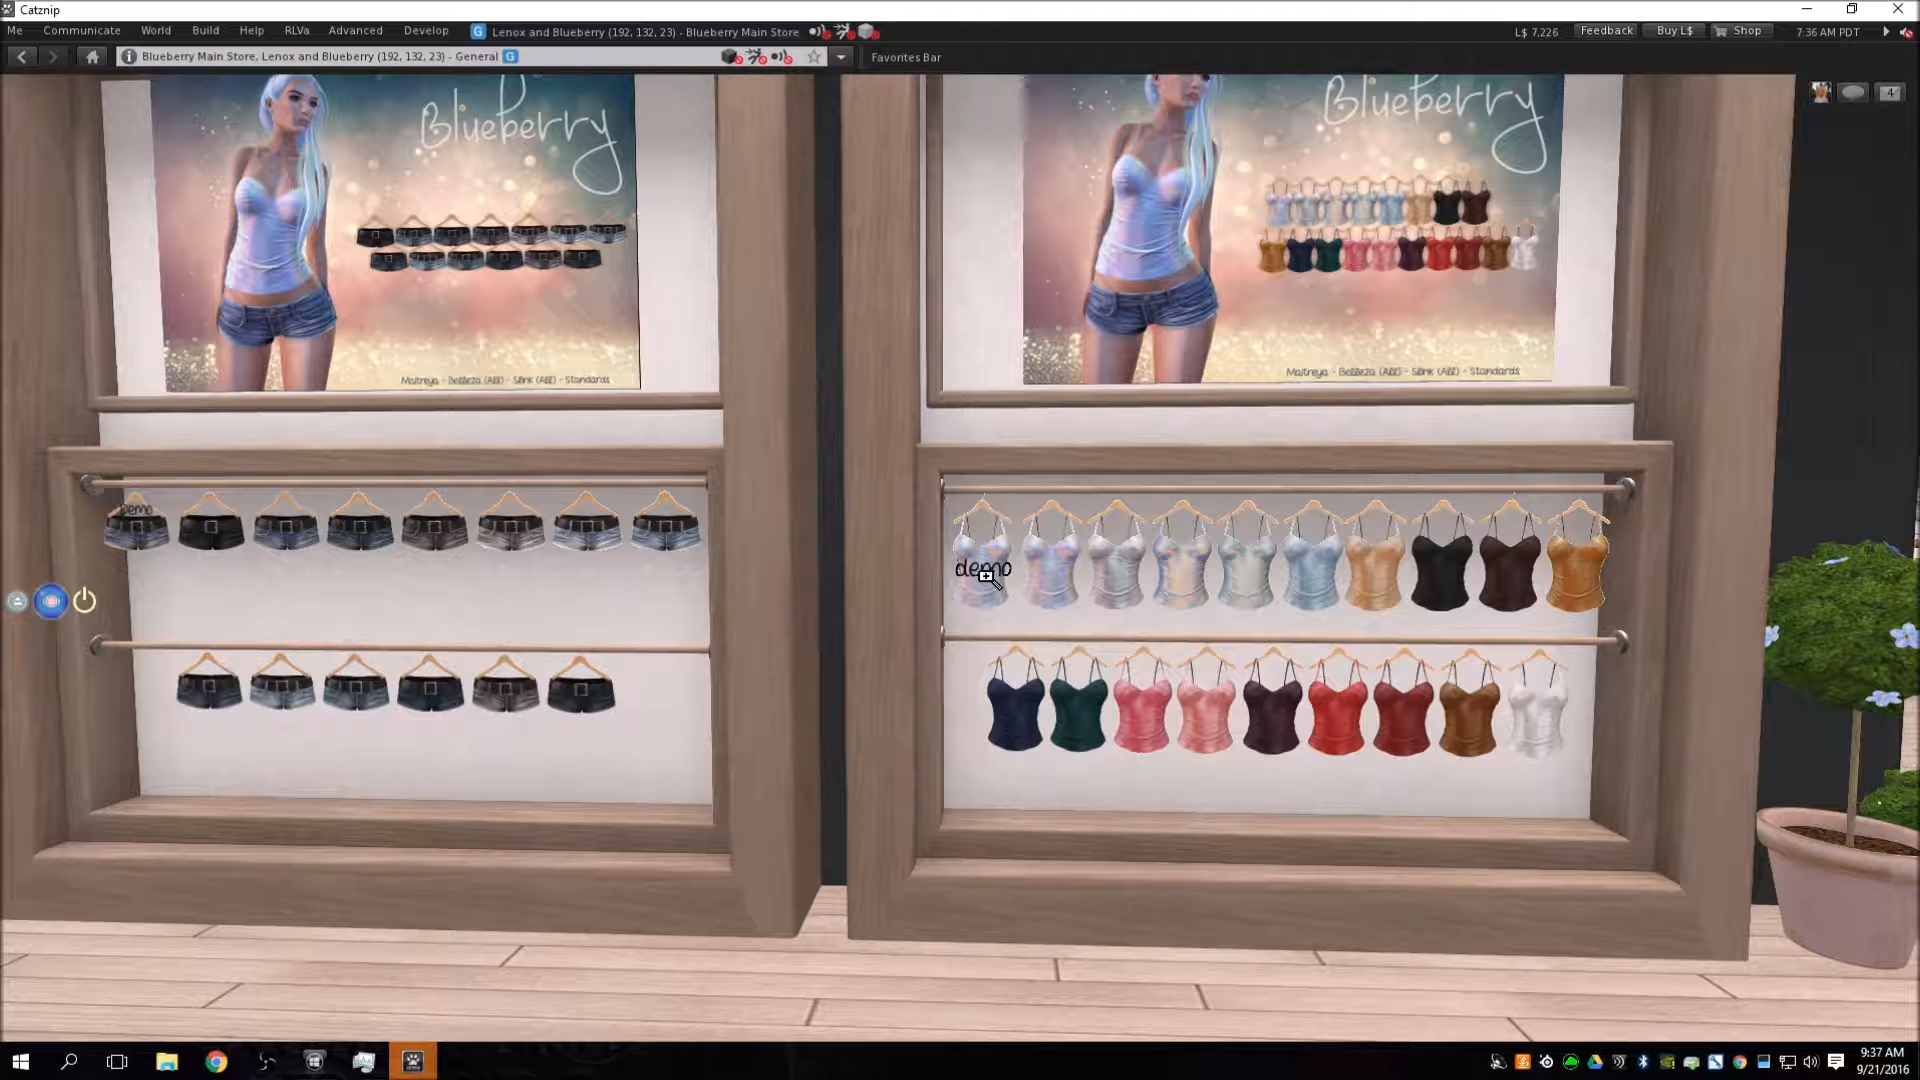 Catznip
Me Communicate World Build Help RLVa Advanced Develop Lenox and Blueberry (192, 132, 23) - Blueberry Main Store L$ 7,226 Feedback Buy L$ Shop 7:36 AM PDT
Blueberry Main Store, Lenox and Blueberry (192, 132, 23) - General Favorites Bar
4
Blueberry
Maitreya - Belleza (All) - Slink (All) - Standards
Blueberry
Maitreya - Belleza (All) - Slink (All) - Standards
Demo
demo
9:37 AM
9/21/2016